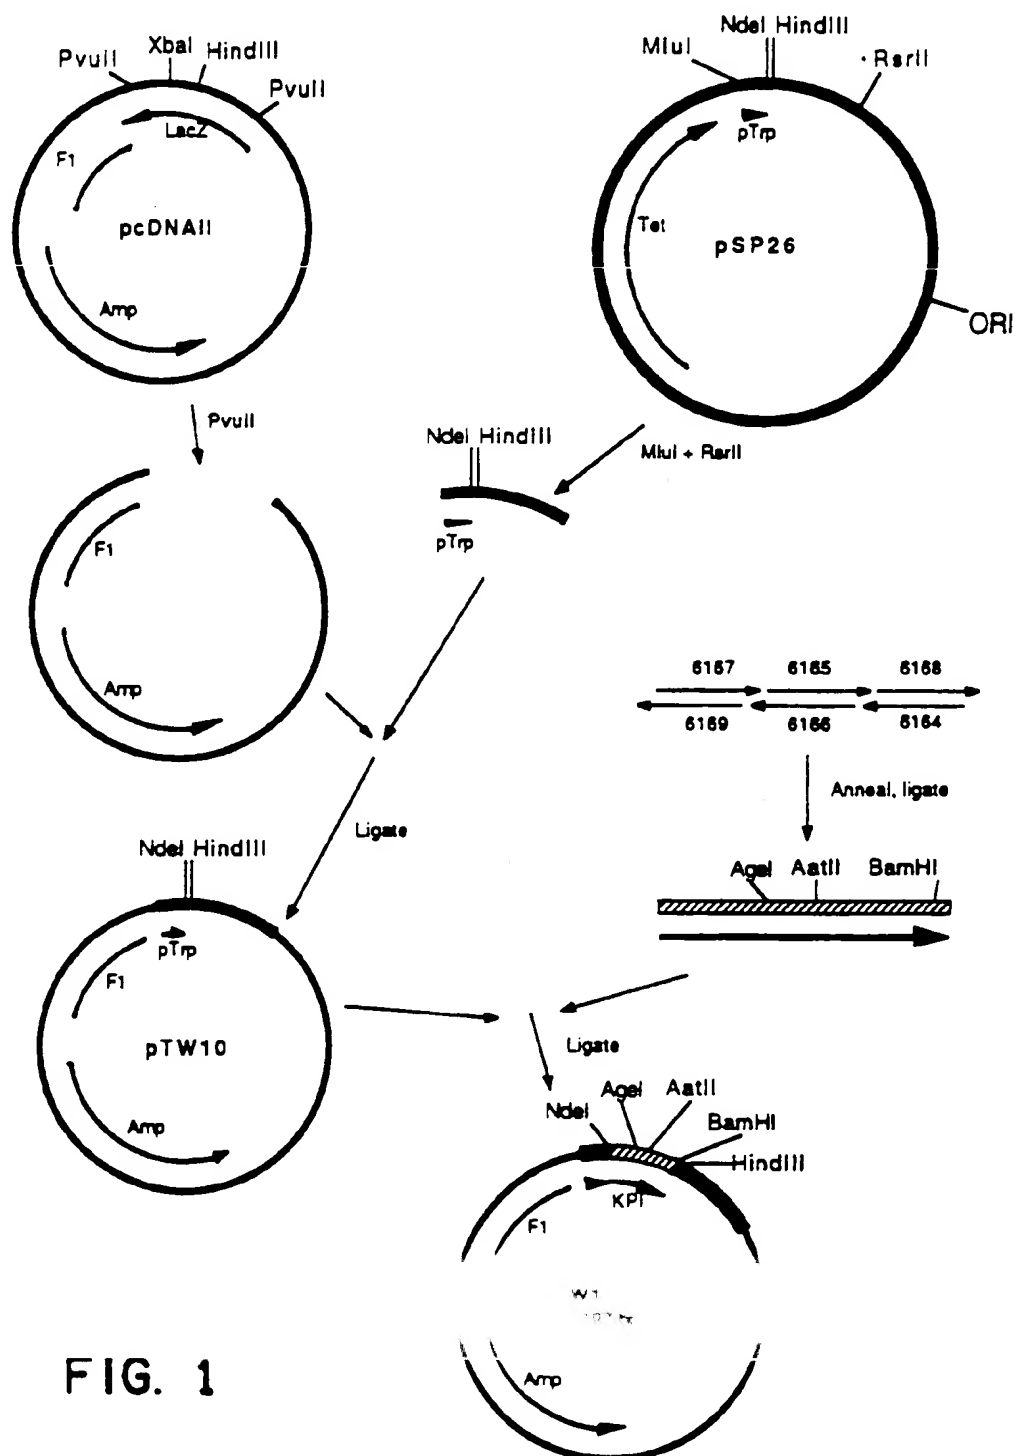 PvuII
XbaI
HindIII
PvuII
LacZ
F1
pcDNAII
Amp
NdeI HindIII
MluI
RsrII
pTrp
Tet
pSP26
ORI
PvuII
MluI + RsrII
NdeI HindIII
pTrp
F1
Amp
6167 6165 6168
6169 6166 6164
Anneal, ligate
Ligate
AgeI AatII BamHI
NdeI HindIII
pTrp
F1
pTW10
Amp
Ligate
NdeI
AgeI
AatII
BamHI
HindIII
KPI
F1
Amp
FIG. 1